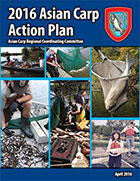 2016 Asian Carp
Action Plan
Asian Carp Regional Coordinating Committee
April 2016